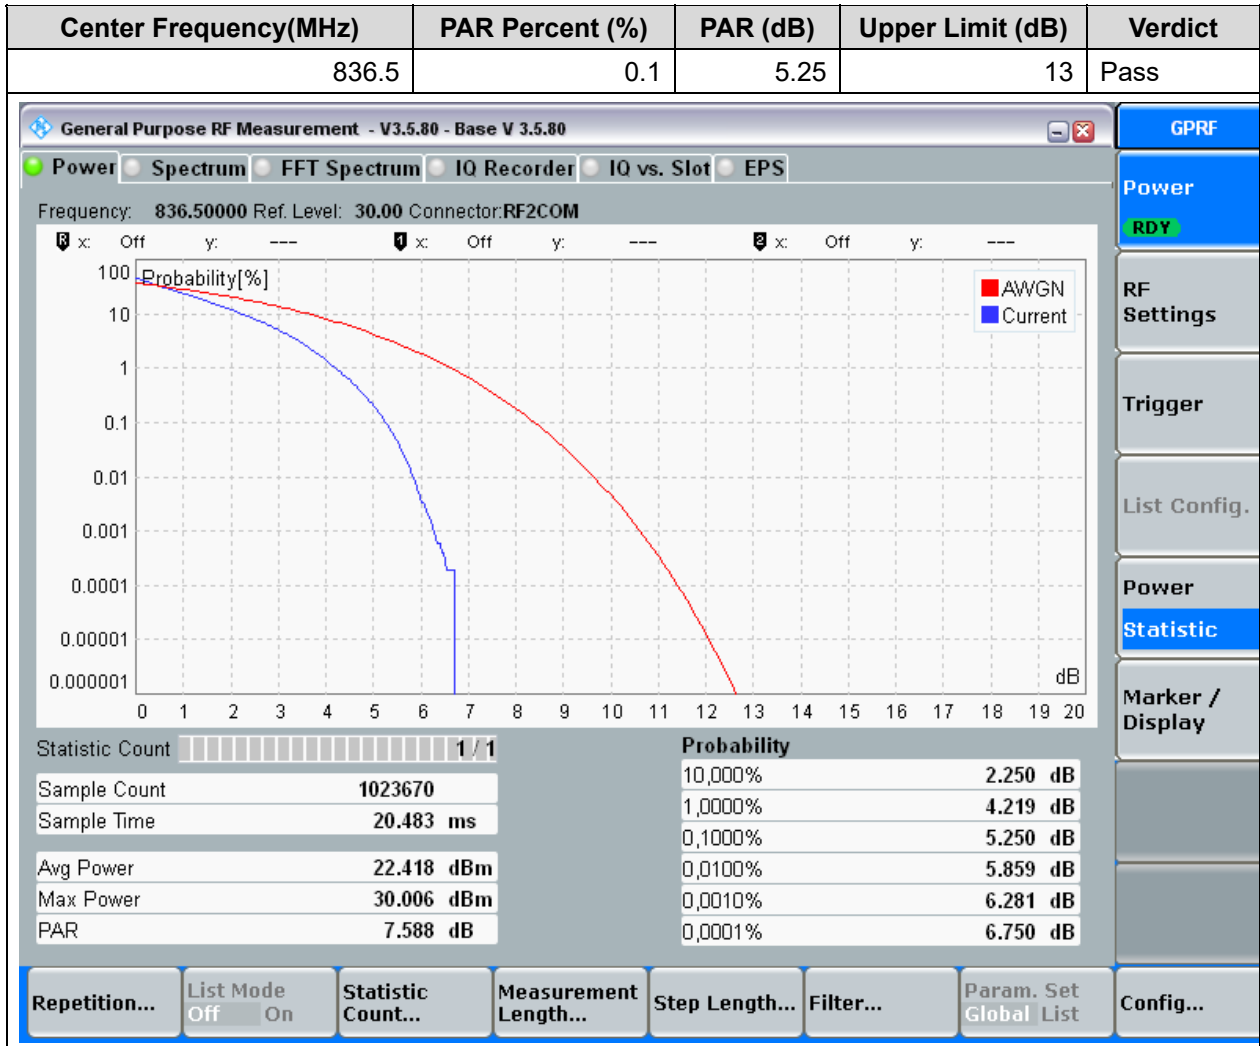 Center Frequency(MHz) PAR Percent (%) PAR (dB) Upper Limit (dB) Verdict
836.5 0.1 5.25 13 Pass
General Purpose RF Measurement - V3.5.80 - Base V 3.5.80
GPRF
Power Spectrum FFT Spectrum IQ Recorder IQ vs. Slot EPS
Power
RDY
Frequency: 836.50000 Ref. Level: 30.00 Connector:RF2COM
R x: Off y: --- 1 x: Off y: --- 2 x: Off y: ---
Probability[%]
100
10
1
0.1
0.01
0.001
0.0001
0.00001
0.000001
AWGN
Current
dB
0 1 2 3 4 5 6 7 8 9 10 11 12 13 14 15 16 17 18 19 20
RF
Settings
Trigger
List Config.
Power
Statistic
Marker /
Display
Statistic Count 1 / 1
Sample Count 1023670
Sample Time 20.483 ms
Avg Power 22.418 dBm
Max Power 30.006 dBm
PAR 7.588 dB
Probability
10,000% 2.250 dB
1,0000% 4.219 dB
0,1000% 5.250 dB
0,0100% 5.859 dB
0,0010% 6.281 dB
0,0001% 6.750 dB
Repetition...
List Mode
Off On
Statistic
Count...
Measurement
Length...
Step Length...
Filter...
Param. Set
Global List
Config...